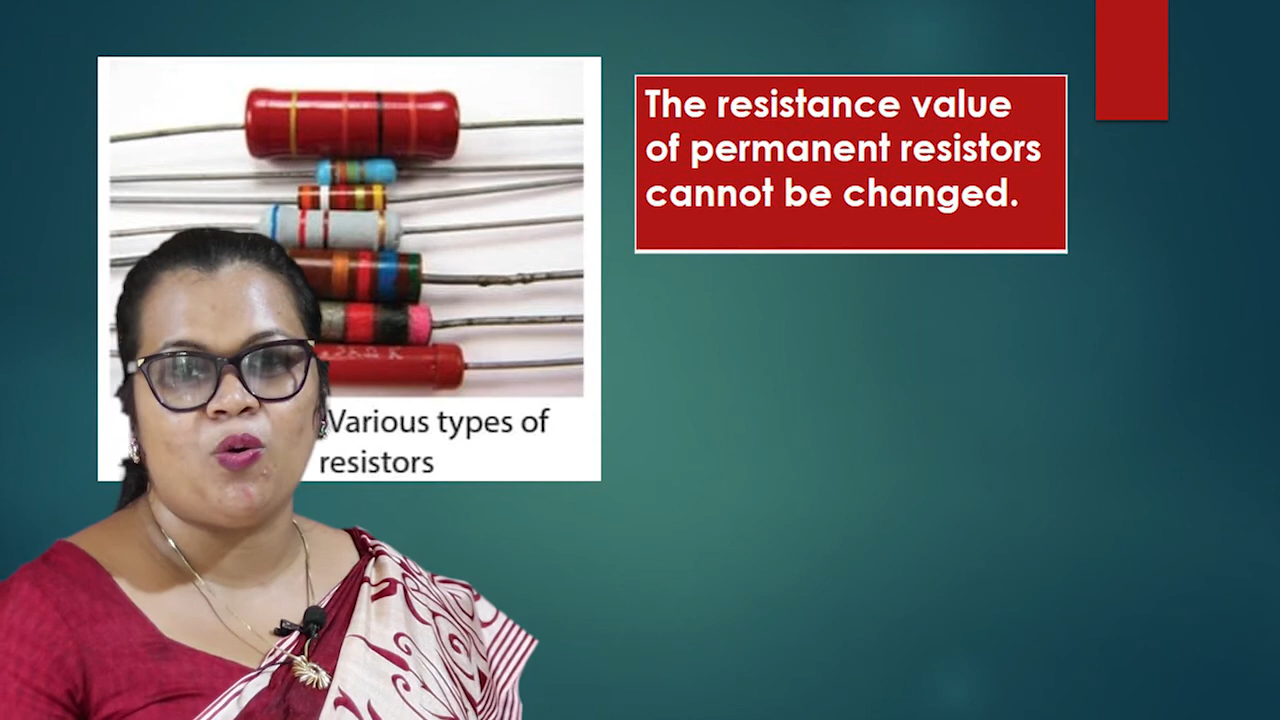 The resistance value
of permanent resistors
cannot be changed.
Various types of
resistors